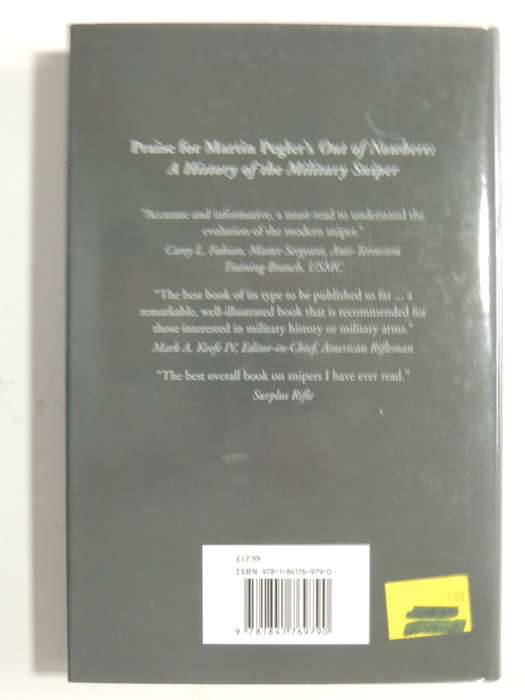 Praise for Martin Pegler's Out of Nowhere:
A History of the Military Sniper
"Accurate and informative, a must-read to understand the
evolution of the modern sniper."
Carey L. Fabian, Master Sergeant, Anti-Terrorism
Training Branch, USMC
"The best book of its type to be published so far ... a
remarkable, well-illustrated book that is recommended for
those interested in military history or military arms."
Mark A. Keefe IV, Editor-in-Chief, American Rifleman
"The best overall book on snipers I have ever read."
Surplus Rifle
£17.99
ISBN 978-1-84176-979-0
9 781841 769790